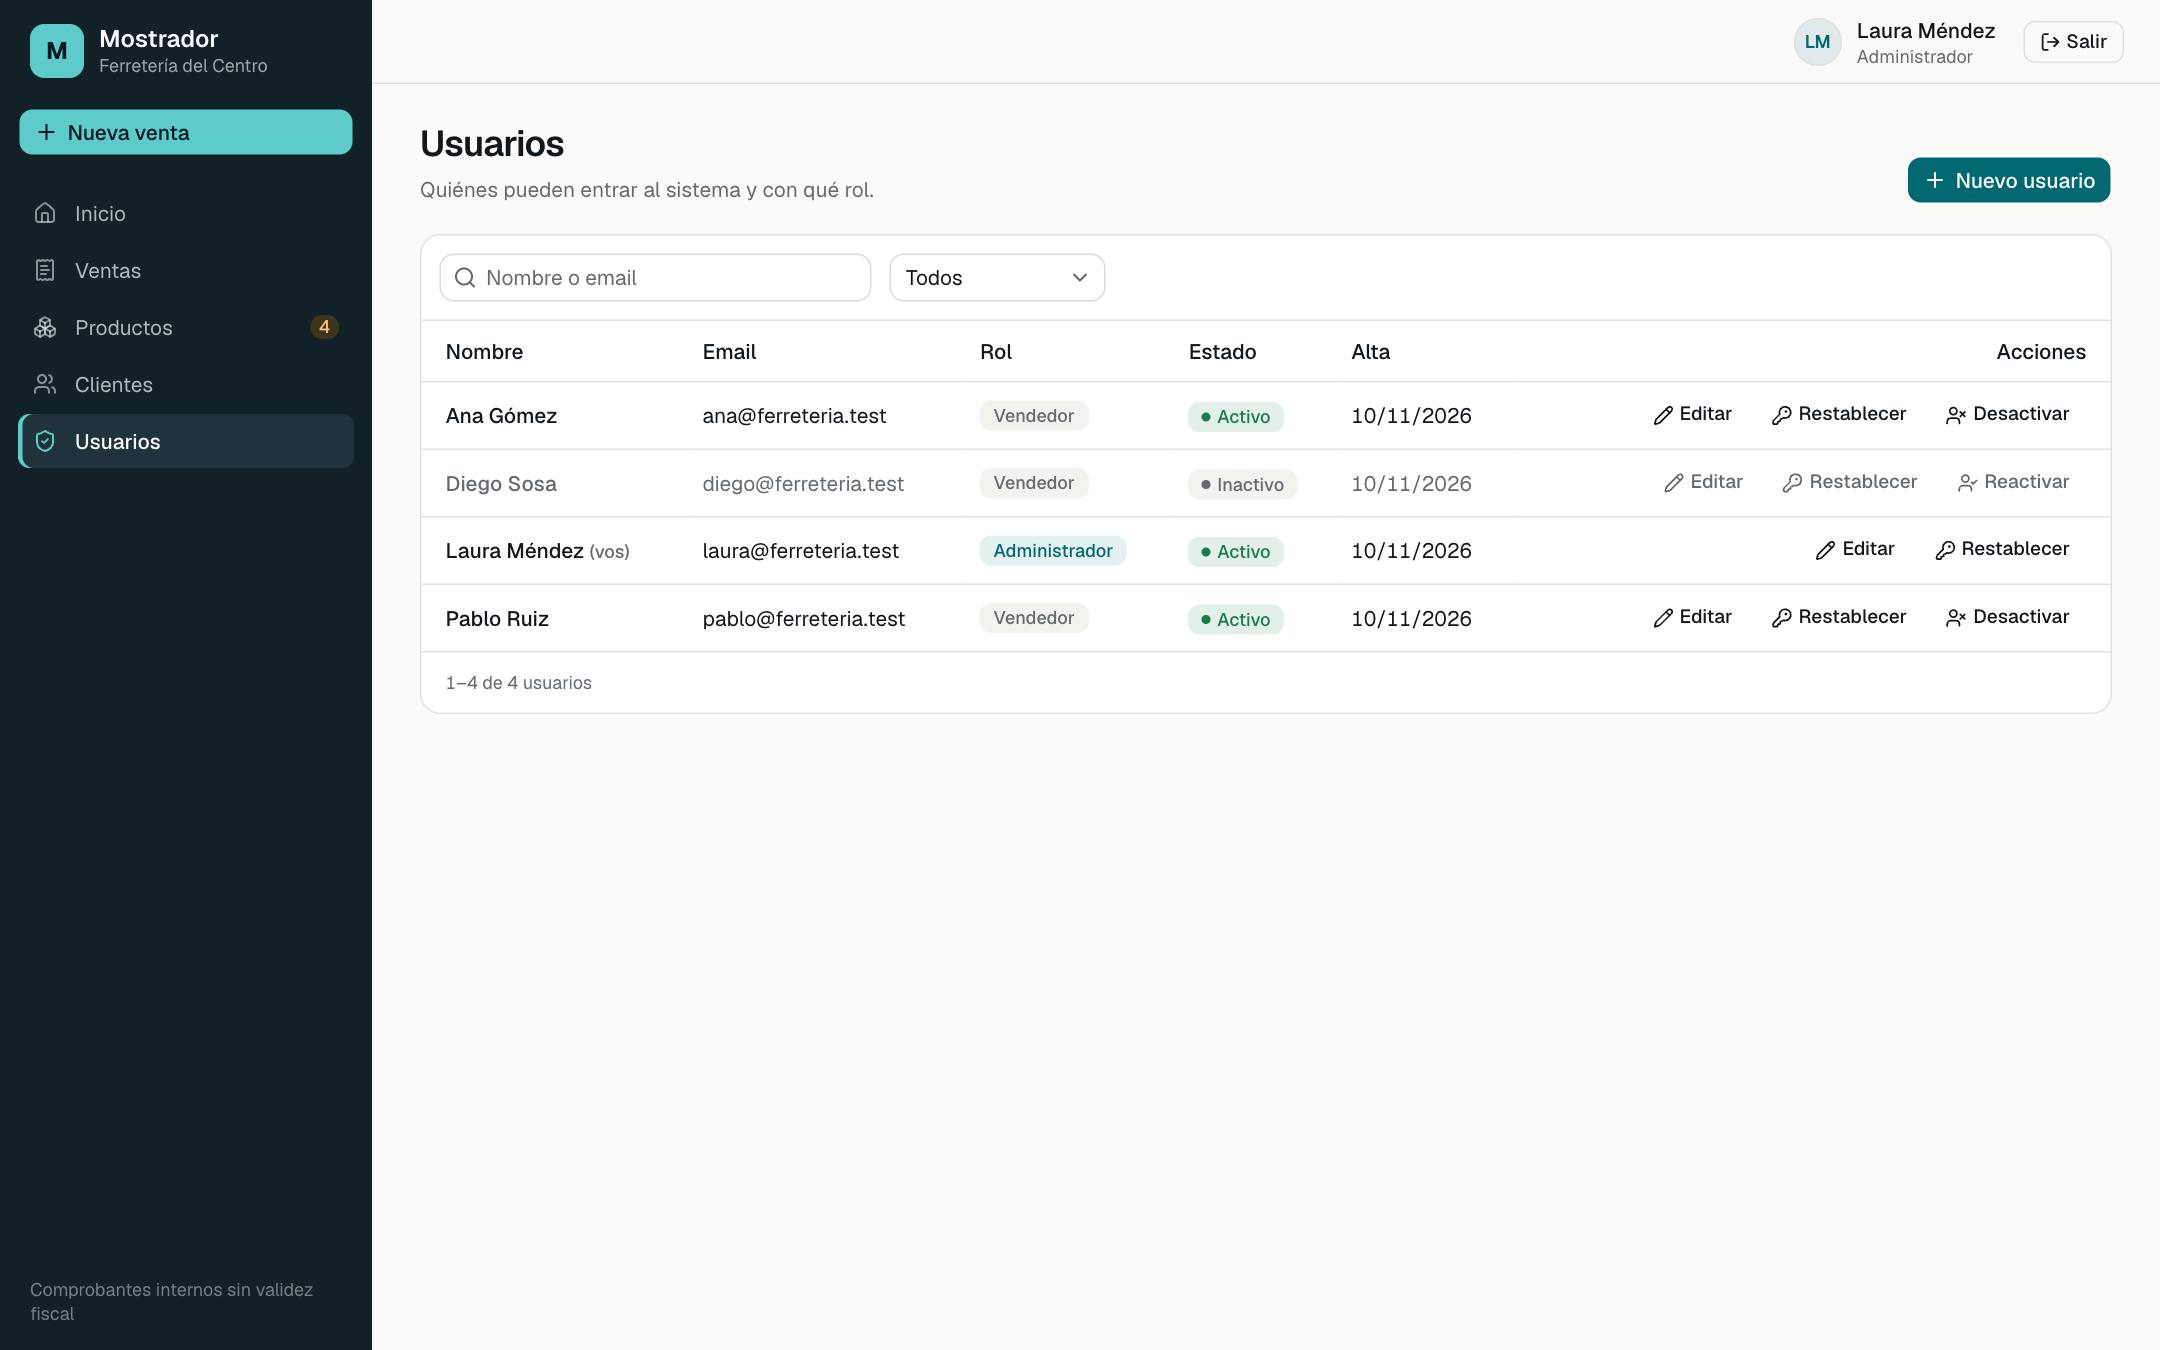 M
Mostrador
Ferretería del Centro
LM
Laura Méndez
Administrador
Salir
Nueva venta
Inicio
Ventas
Productos 4
Clientes
Usuarios
Comprobantes internos sin validez
fiscal
Usuarios
Quiénes pueden entrar al sistema y con qué rol.
Nuevo usuario
Nombre o email
Todos
Nombre Email Rol Estado Alta Acciones
Ana Gómez ana@ferreteria.test Vendedor Activo 10/11/2026 Editar Restablecer Desactivar
Diego Sosa diego@ferreteria.test Vendedor Inactivo 10/11/2026 Editar Restablecer Reactivar
Laura Méndez (vos) laura@ferreteria.test Administrador Activo 10/11/2026 Editar Restablecer
Pablo Ruiz pablo@ferreteria.test Vendedor Activo 10/11/2026 Editar Restablecer Desactivar
1–4 de 4 usuarios